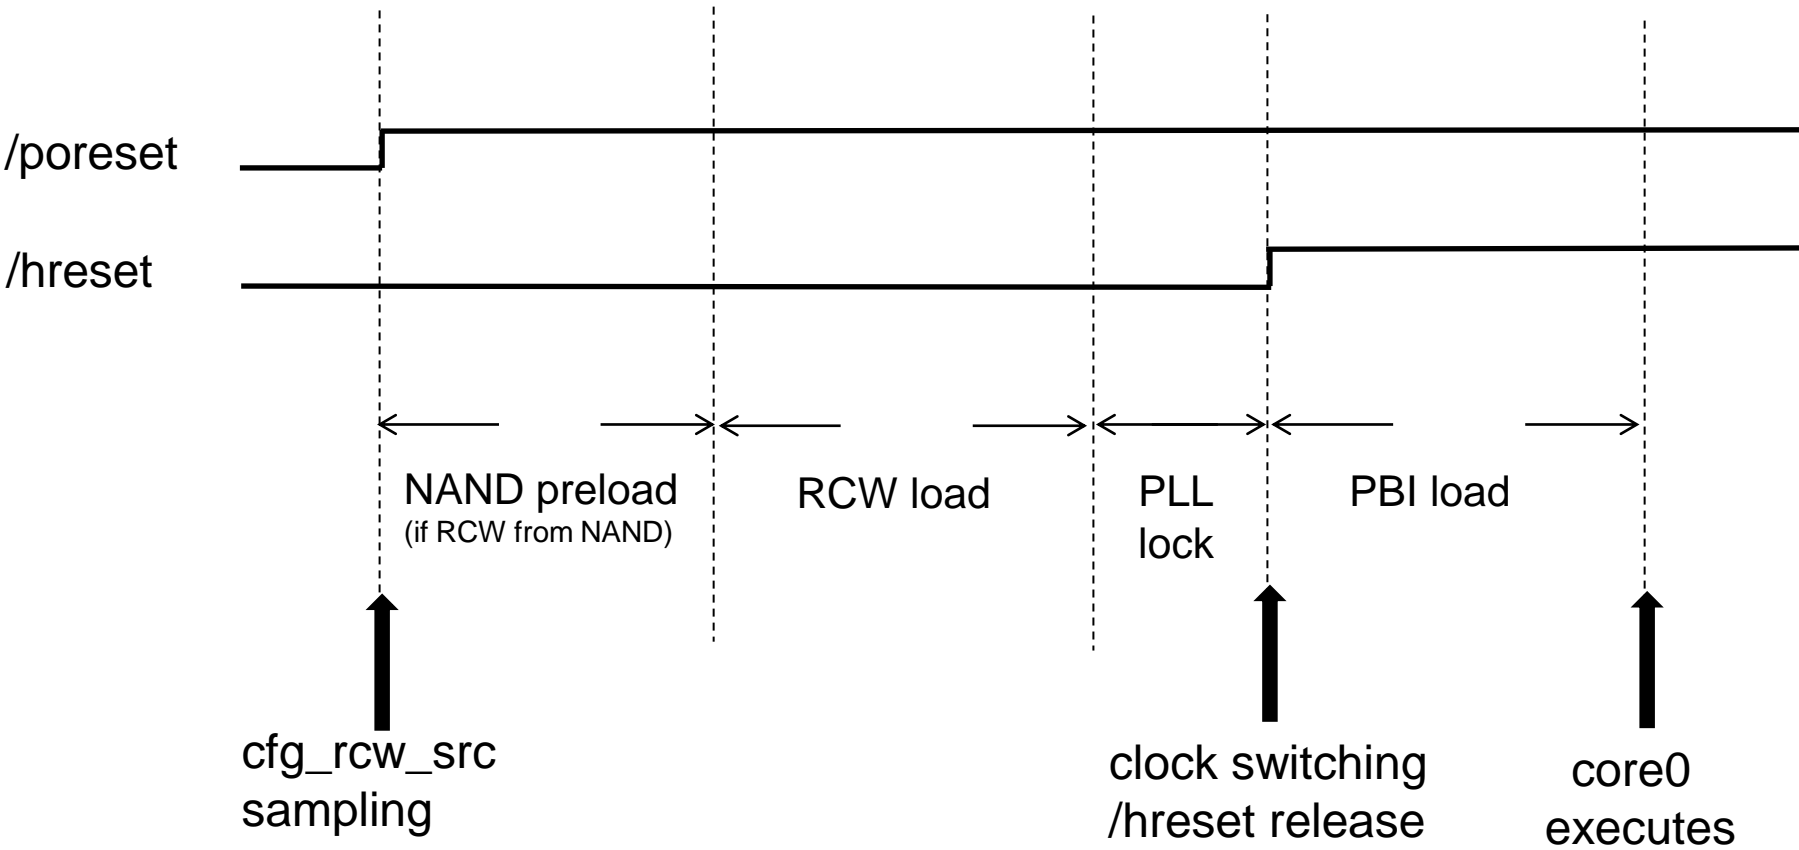 /poreset
/hreset
NAND preload
(if RCW from NAND)
RCW load
PLL
lock
PBI load
cfg_rcw_src
sampling
clock switching
/hreset release
core0
executes